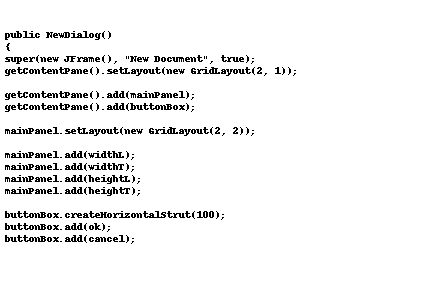 public NewDialog()
{
super(new JFrame(), "New Document", true);
getContentPane().setLayout(new GridLayout(2, 1));

getContentPane().add(mainPanel);
getContentPane().add(buttonBox);

mainPanel.setLayout(new GridLayout(2, 2));

mainPanel.add(widthL);
mainPanel.add(widthT);
mainPanel.add(heightL);
mainPanel.add(heightT);

buttonBox.createHorizontalStrut(100);
buttonBox.add(ok);
buttonBox.add(cancel);